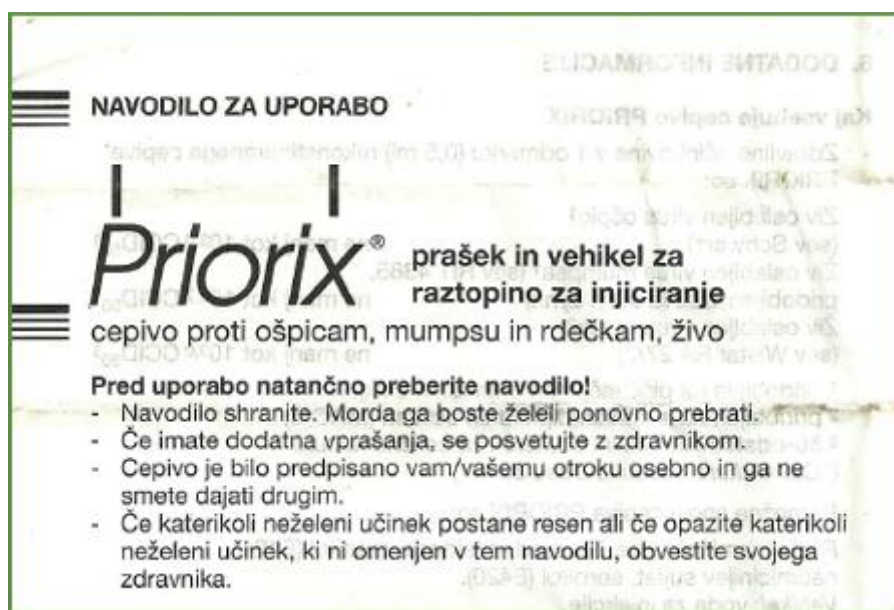 NAVODILO ZA UPORABO
Priorix®
prašek in vehikel za
raztopino za injiciranje
cepivo proti ošpicam, mumpsu in rdečkam, živo
Pred uporabo natančno preberite navodilo!
- Navodilo shranite. Morda ga boste želeli ponovno prebrati.
- Če imate dodatna vprašanja, se posvetujte z zdravnikom.
- Cepivo je bilo predpisano vam/vašemu otroku osebno in ga ne
smete dajati drugim.
- Če katerikoli neželeni učinek postane resen ali če opazite katerikoli
neželeni učinek, ki ni omenjen v tem navodilu, obvestite svojega
zdravnika.